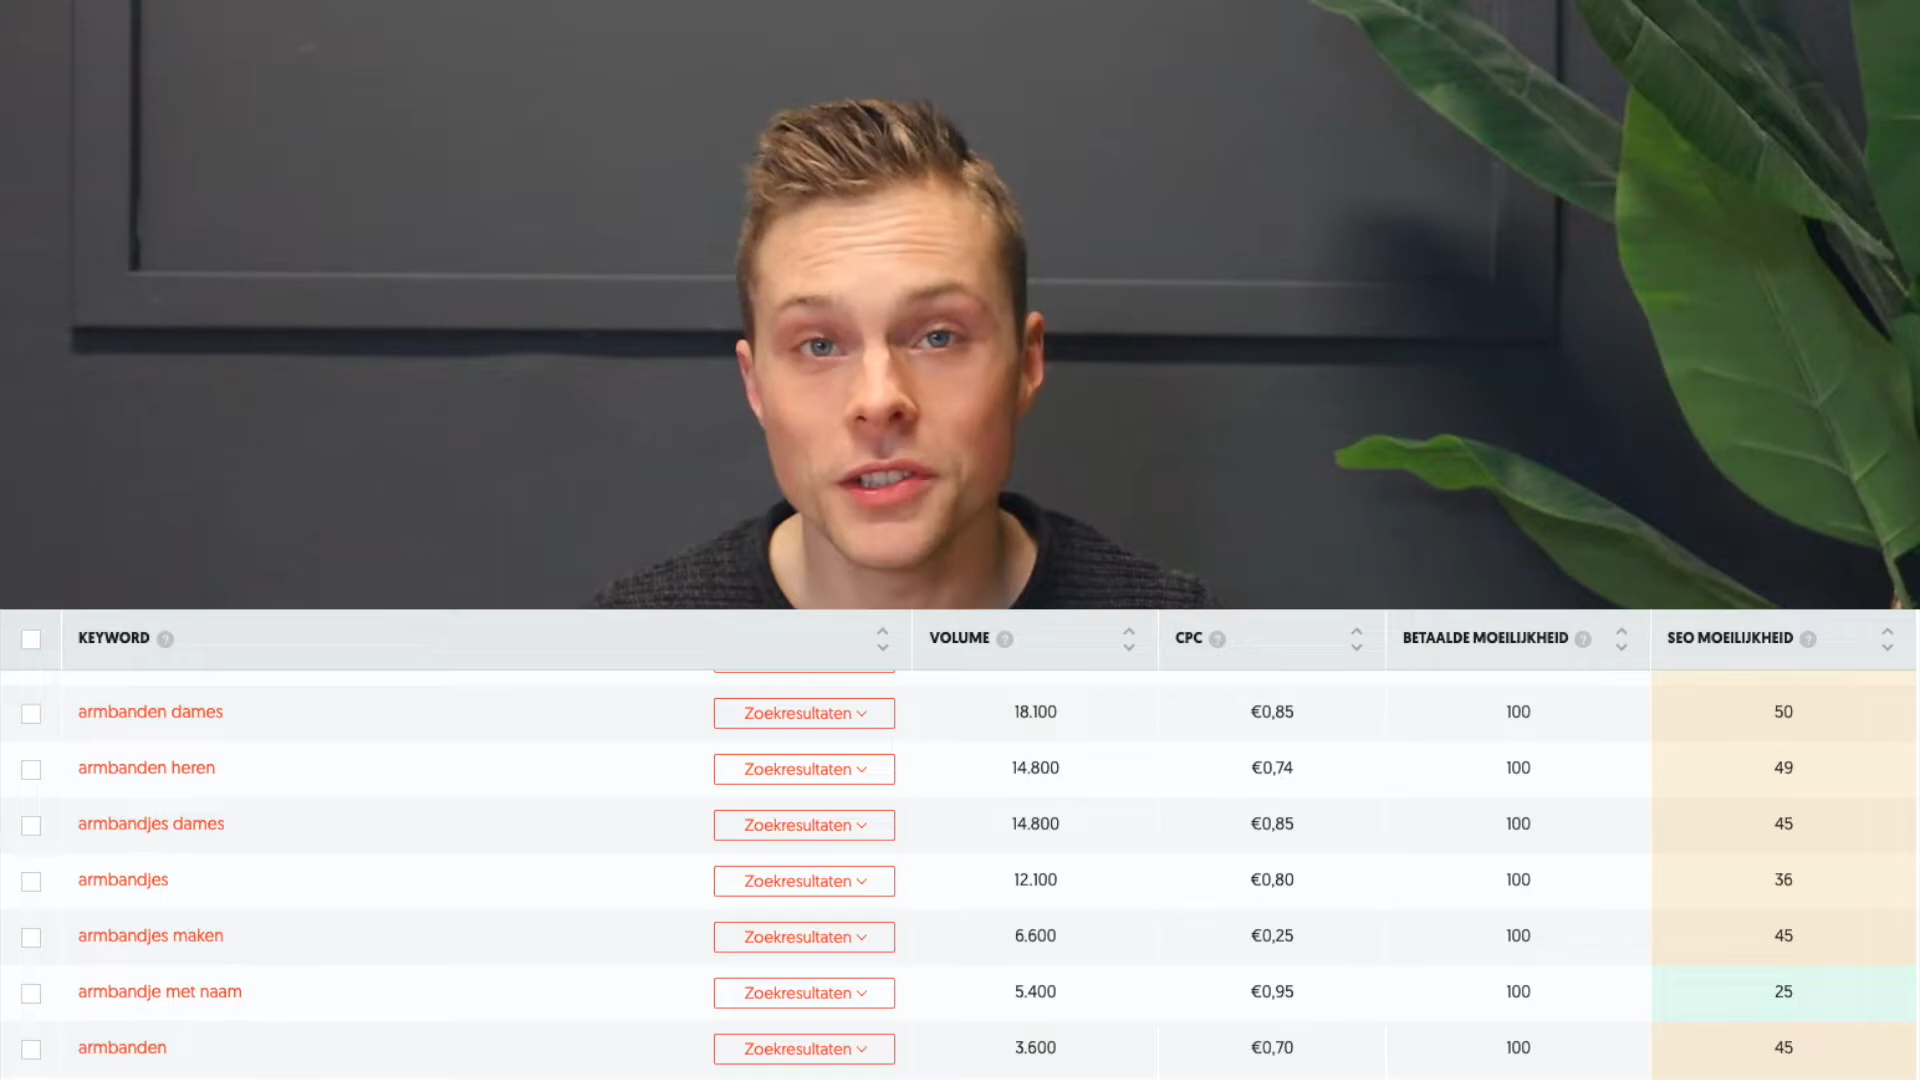 KEYWORD ? VOLUME ? CPC ? BETAALDE MOEILIJKHEID ? SEO MOEILIJKHEID ?
armbanden dames Zoekresultaten 18.100 €0,85 100 50
armbanden heren Zoekresultaten 14.800 €0,74 100 49
armbandjes dames Zoekresultaten 14.800 €0,85 100 45
armbandjes Zoekresultaten 12.100 €0,80 100 36
armbandjes maken Zoekresultaten 6.600 €0,25 100 45
armbandje met naam Zoekresultaten 5.400 €0,95 100 25
armbanden Zoekresultaten 3.600 €0,70 100 45